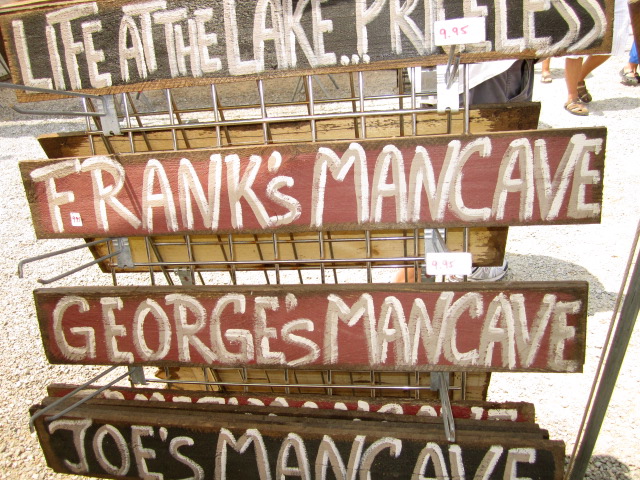 LIFE AT THE LAKE... PRICELESS
9.95
FRANK'S MANCAVE
9.95
GEORGE'S MANCAVE
JOE'S MANCAVE